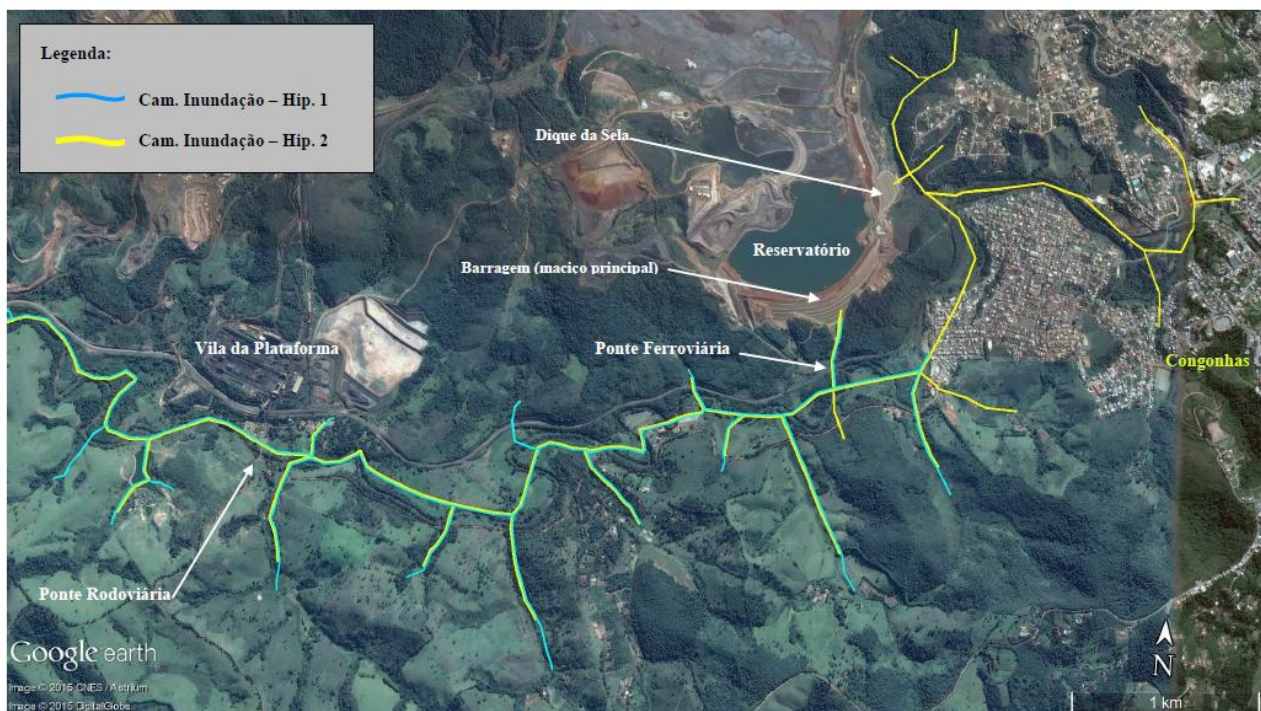 Legenda:
Cam. Inundação – Hip. 1
Cam. Inundação – Hip. 2
Dique da Sela
Reservatório
Barragem (maciço principal)
Vila da Plataforma
Ponte Ferroviária
Congonhas
Ponte Rodoviária
Google earth
Image © 2015 CNES / Astrium
Image © 2015 DigitalGlobe
N
1 km